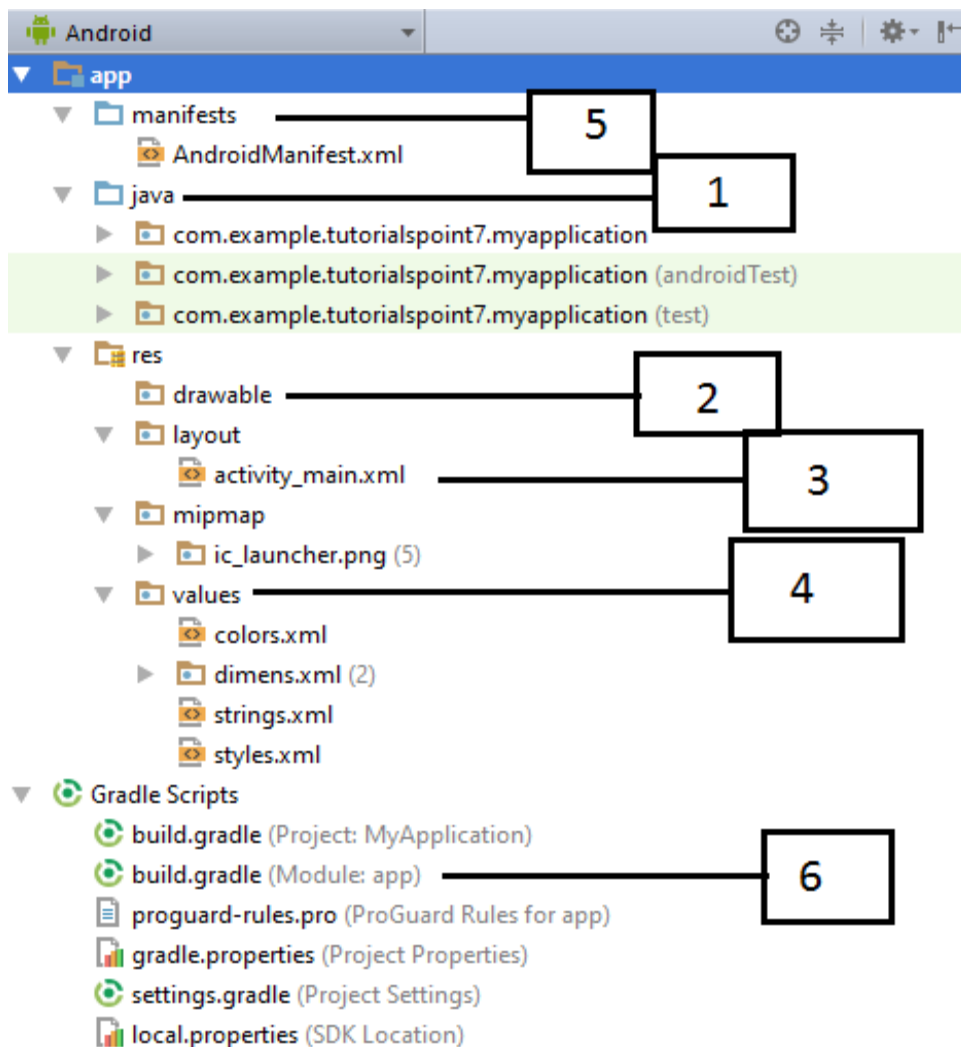 Android
app
manifests
5
AndroidManifest.xml
1
java
com.example.tutorialspoint7.myapplication
com.example.tutorialspoint7.myapplication (androidTest)
com.example.tutorialspoint7.myapplication (test)
res
drawable
2
layout
activity_main.xml
3
mipmap
ic_launcher.png (5)
values
4
colors.xml
dimens.xml (2)
strings.xml
styles.xml
Gradle Scripts
build.gradle (Project: MyApplication)
build.gradle (Module: app)
6
proguard-rules.pro (ProGuard Rules for app)
gradle.properties (Project Properties)
settings.gradle (Project Settings)
local.properties (SDK Location)